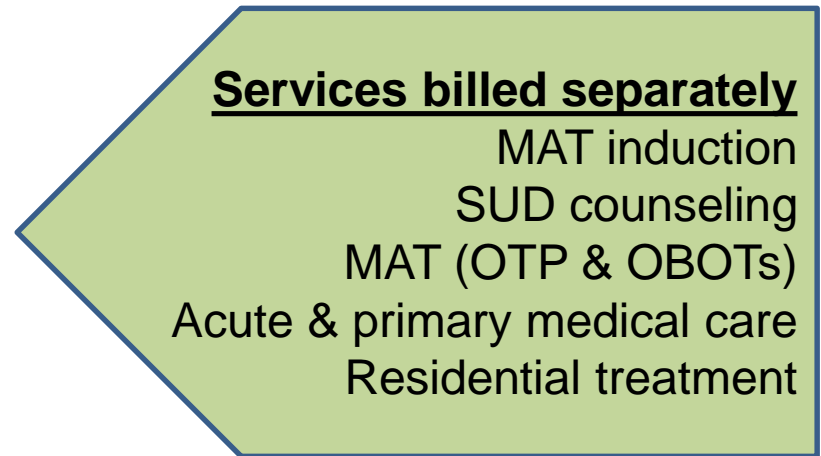 Services billed separately
MAT induction
SUD counseling
MAT (OTP & OBOTs)
Acute & primary medical care
Residential treatment